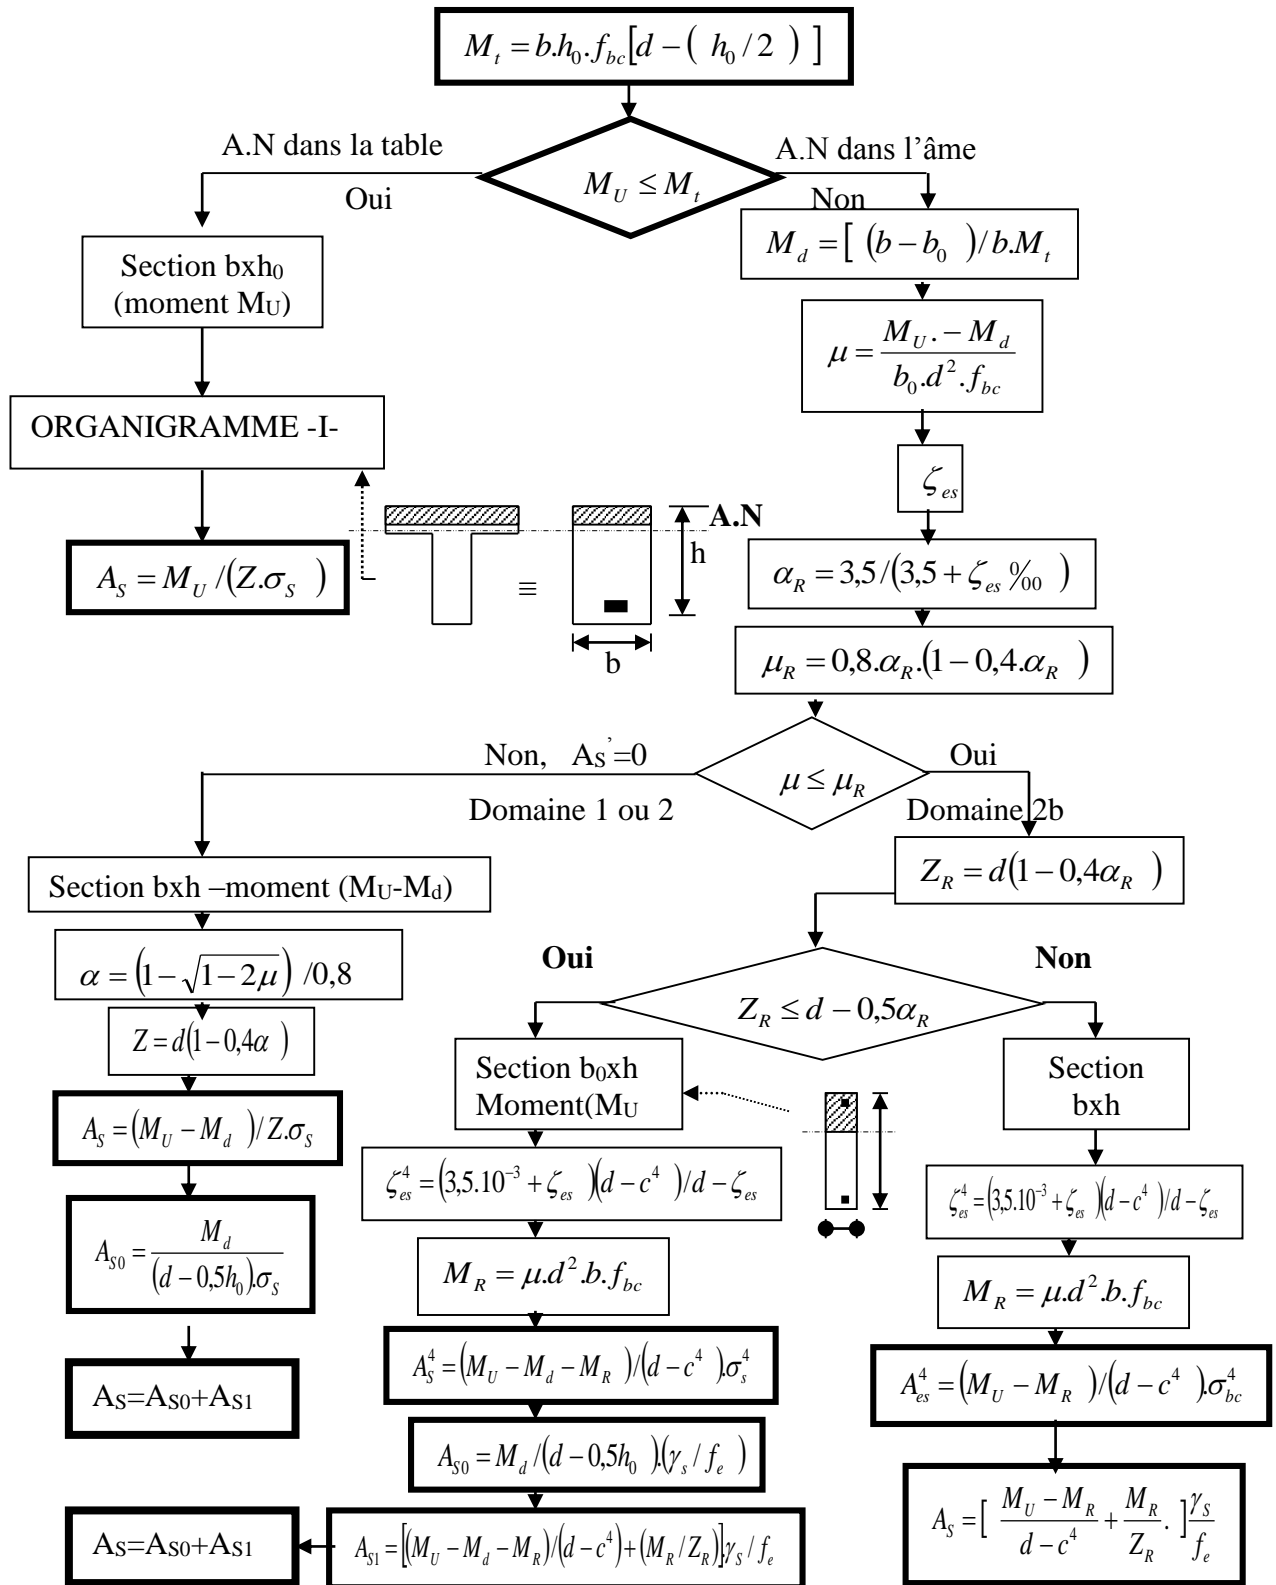 M_t = b.h_0.f_bc[d − ( h_0/2 ) ]
A.N dans la table
A.N dans l’âme
M_U ≤ M_t
Oui
Non
M_d = [ (b − b_0 )/b.M_t
Section bxh0
(moment MU)
μ = (M_U. − M_d)/(b_0.d².f_bc)
ORGANIGRAMME -I-
ζ_es
A.N
h
A_S = M_U /(Z.σ_S )
≡
b
α_R = 3,5/(3,5 + ζ_es ‰ )
μ_R = 0,8.α_R.(1 − 0,4.α_R )
Non, AS’=0
Oui
μ ≤ μ_R
Domaine 1 ou 2
Domaine 2b
Z_R = d(1 − 0,4α_R )
Section bxh –moment (MU-Md)
α = (1 − √(1 − 2μ)) /0,8
Oui
Non
Z_R ≤ d − 0,5α_R
Z = d(1 − 0,4α )
Section b0xh
Moment(MU
Section
bxh
A_S = (M_U − M_d )/ Z.σ_S
ζ_es^4 = (3,5.10^−3 + ζ_es )(d − c^4 )/d − ζ_es
ζ_es^4 = (3,5.10^−3 + ζ_es )(d − c^4 )/d − ζ_es
A_S0 = M_d/((d − 0,5h_0).σ_S)
M_R = μ.d².b.f_bc
M_R = μ.d².b.f_bc
A_S^4 = (M_U − M_d − M_R )/(d − c^4 ).σ_s^4
A_es^4 = (M_U − M_R )/(d − c^4 ).σ_bc^4
AS=AS0+AS1
A_S0 = M_d /(d − 0,5h_0 ).(γ_s / f_e )
A_S = [ (M_U − M_R)/(d − c^4) + M_R/Z_R. ] γ_S/f_e
AS=AS0+AS1
A_S1 = [(M_U − M_d − M_R)/(d − c^4) + (M_R/Z_R)].γ_S / f_e